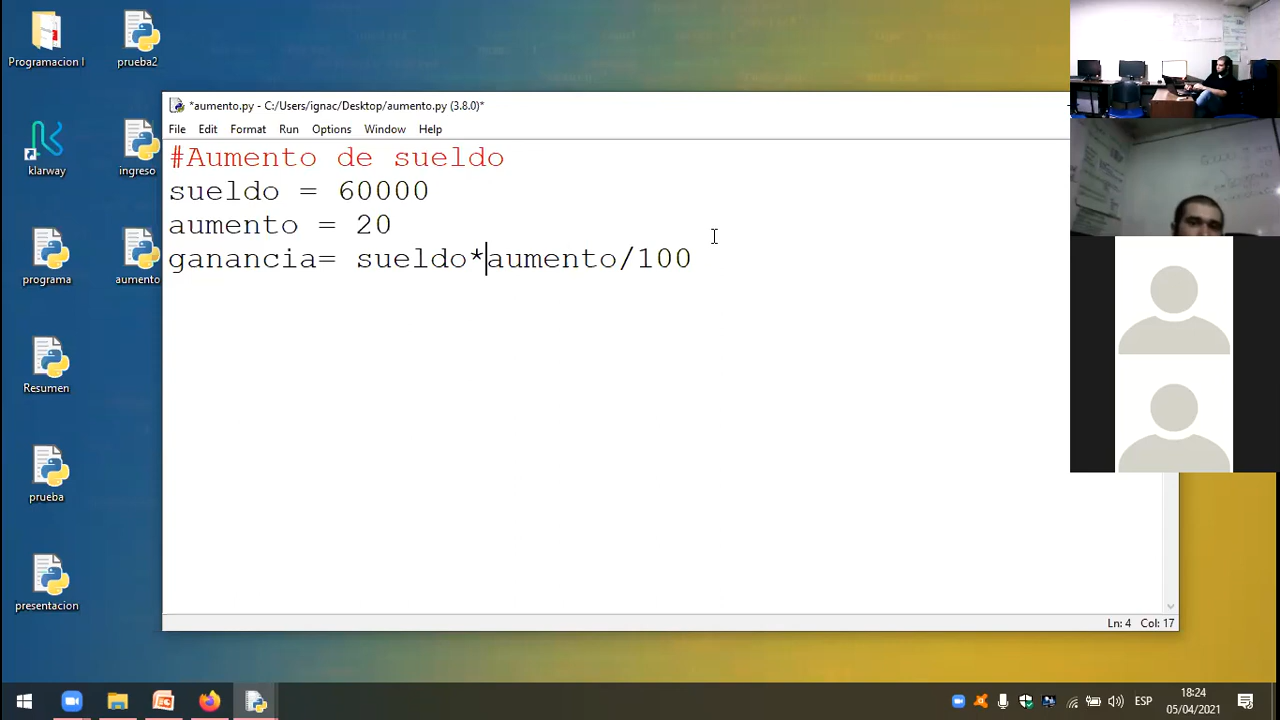 Programacion I
prueba2
klarway
ingreso
programa
aumento
Resumen
prueba
presentacion
*aumento.py - C:/Users/ignac/Desktop/aumento.py (3.8.0)*
File Edit Format Run Options Window Help
#Aumento de sueldo
sueldo = 60000
aumento = 20
ganancia= sueldo*aumento/100
Ln: 4 Col: 17
ESP
18:24
05/04/2021